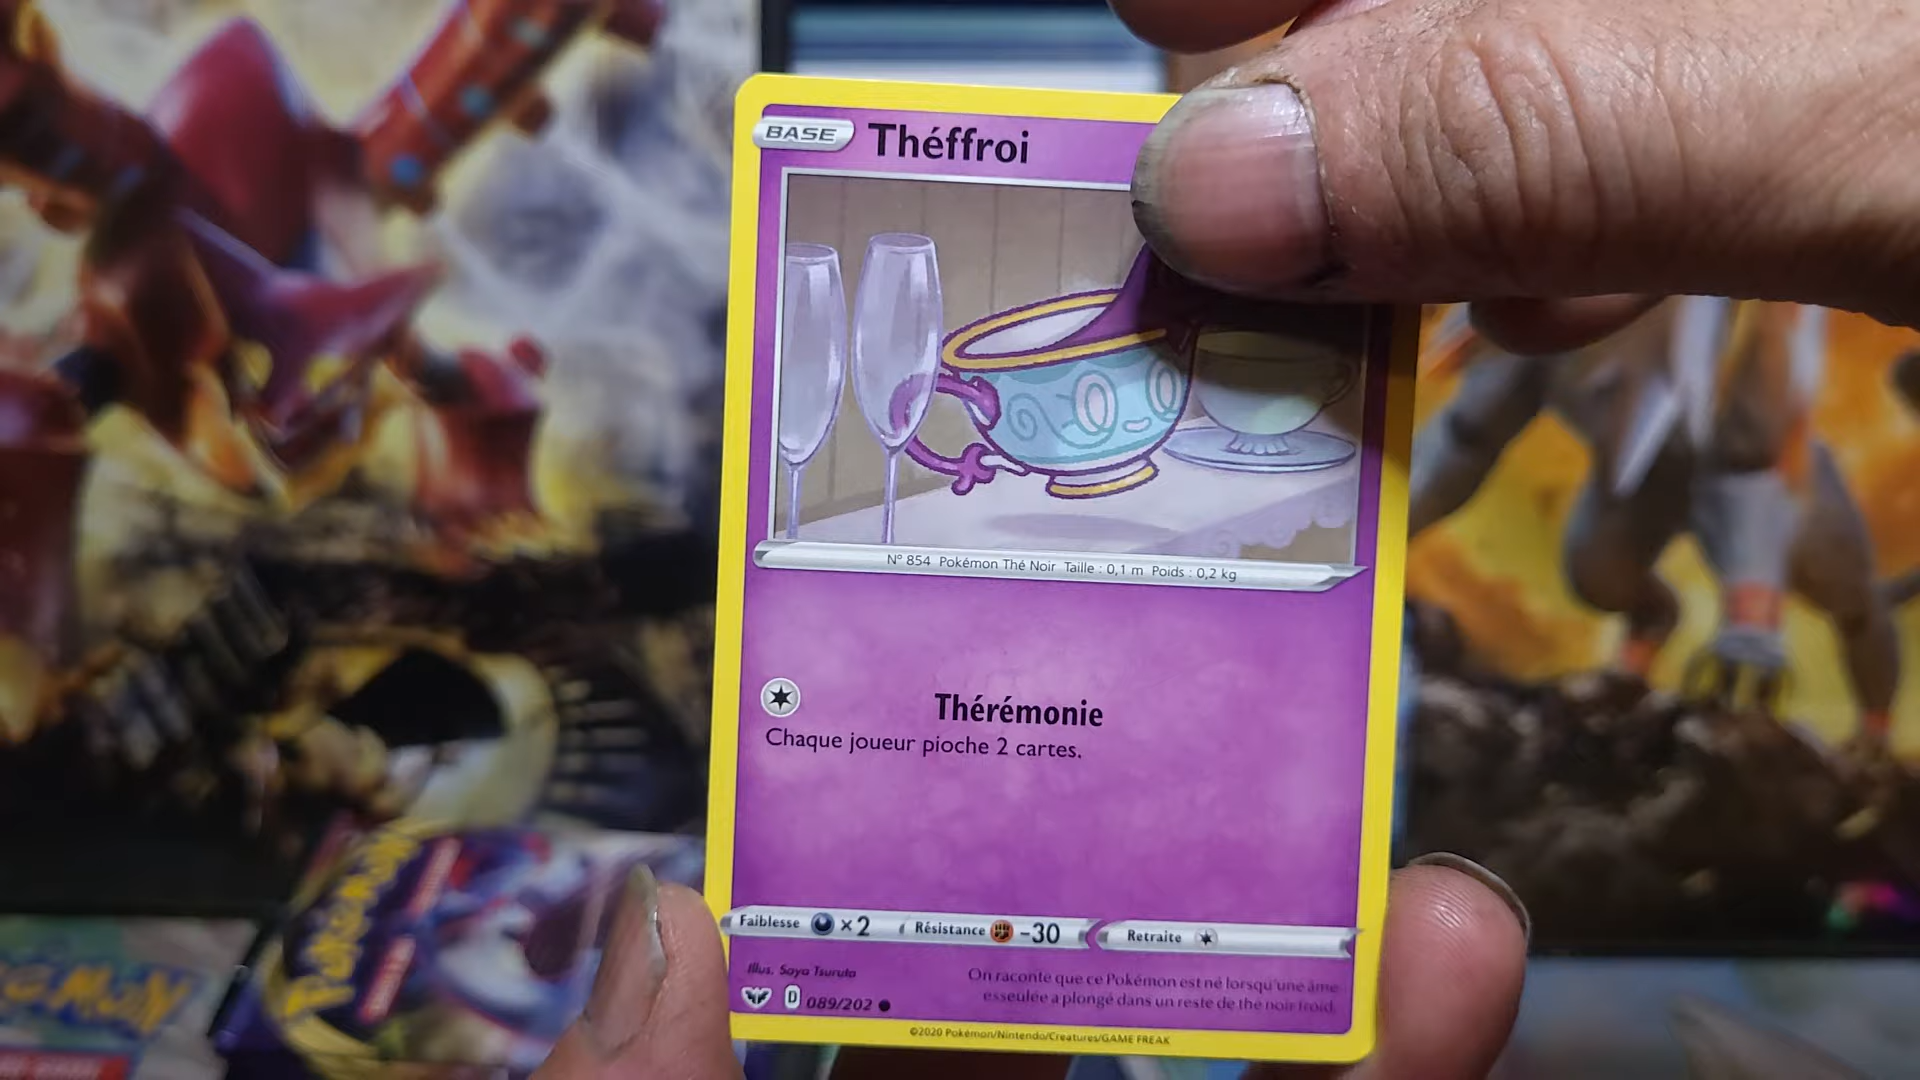 BASE
Théffroi
N° 854 Pokémon Thé Noir Taille : 0,1 m Poids : 0,2 kg
Thérémonie
Chaque joueur pioche 2 cartes.
Faiblesse ×2 Résistance -30 Retraite
Illus. Saya Tsuruta
On raconte que ce Pokémon est né lorsqu'une âme
esseulée a plongé dans un reste de thé noir froid.
D 089/202
©2020 Pokémon/Nintendo/Creatures/GAME FREAK
Pokémon